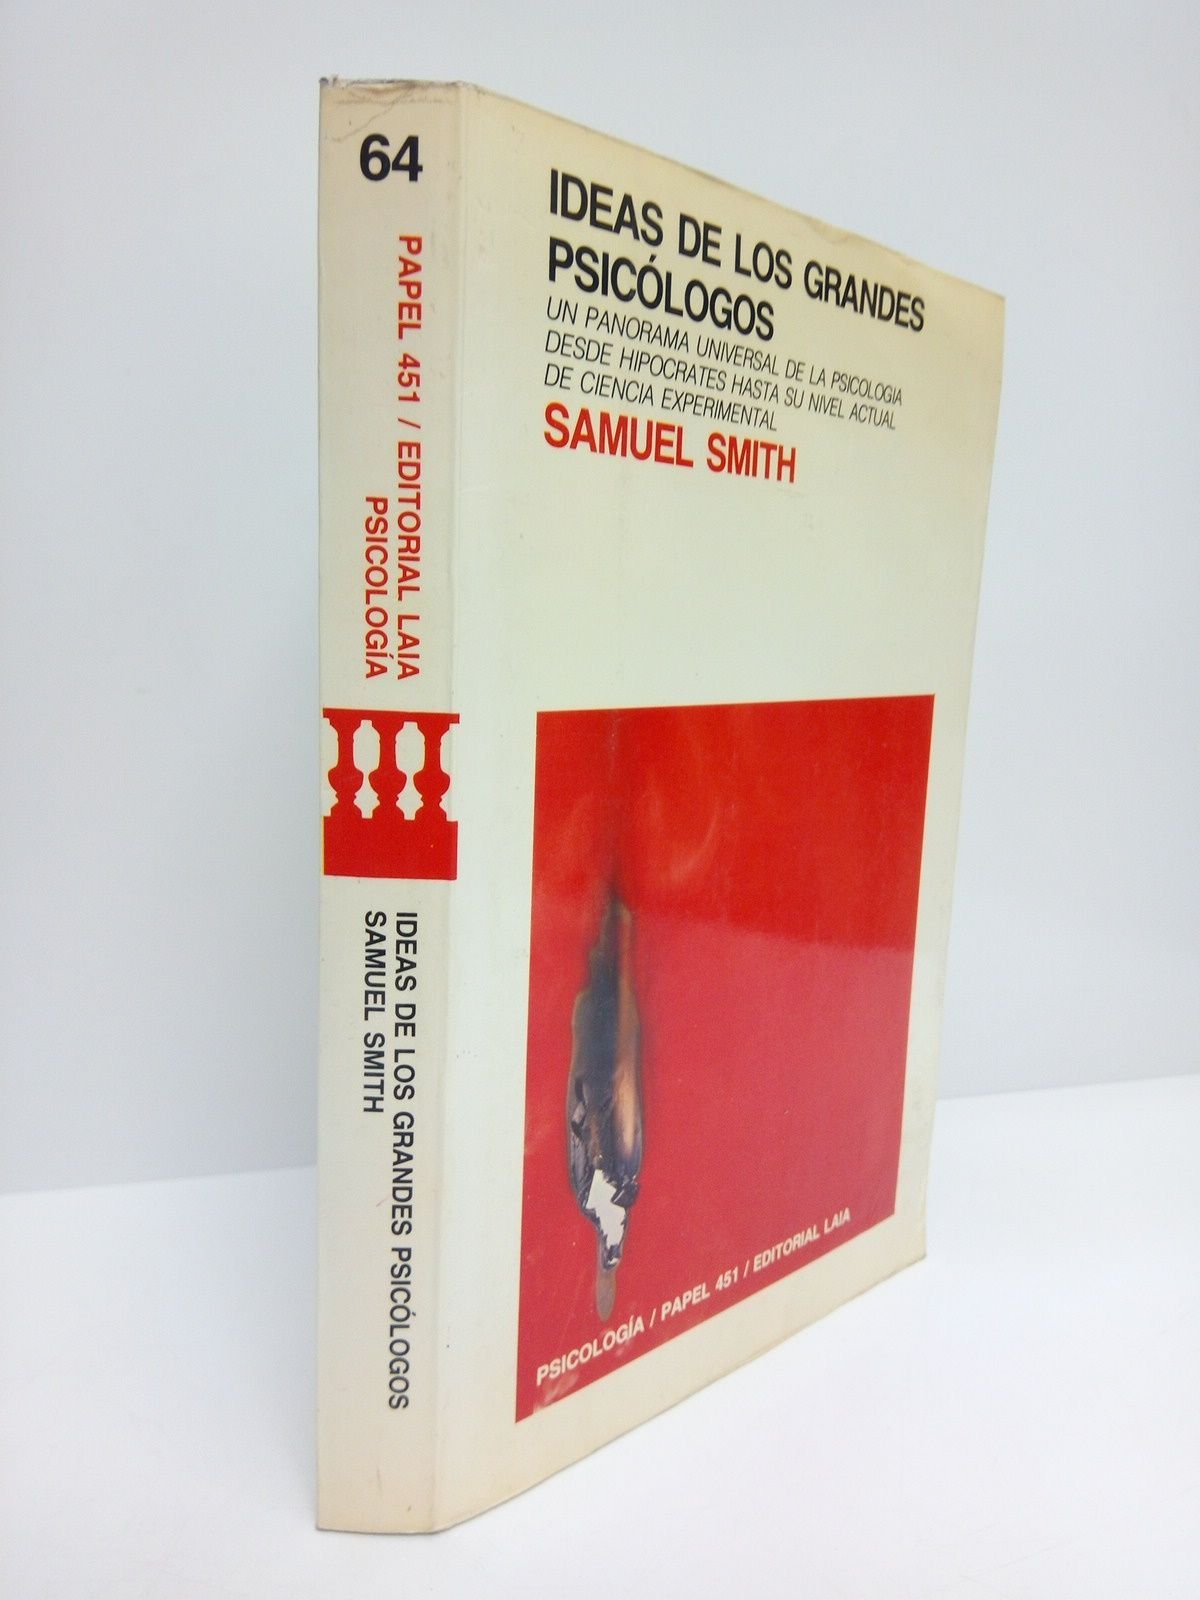 64
PAPEL 451 / EDITORIAL LAIA
PSICOLOGÍA
IDEAS DE LOS GRANDES PSICÓLOGOS
SAMUEL SMITH
IDEAS DE LOS GRANDES
PSICÓLOGOS
UN PANORAMA UNIVERSAL DE LA PSICOLOGIA
DESDE HIPOCRATES HASTA SU NIVEL ACTUAL
DE CIENCIA EXPERIMENTAL
SAMUEL SMITH
PSICOLOGÍA / PAPEL 451 / EDITORIAL LAIA